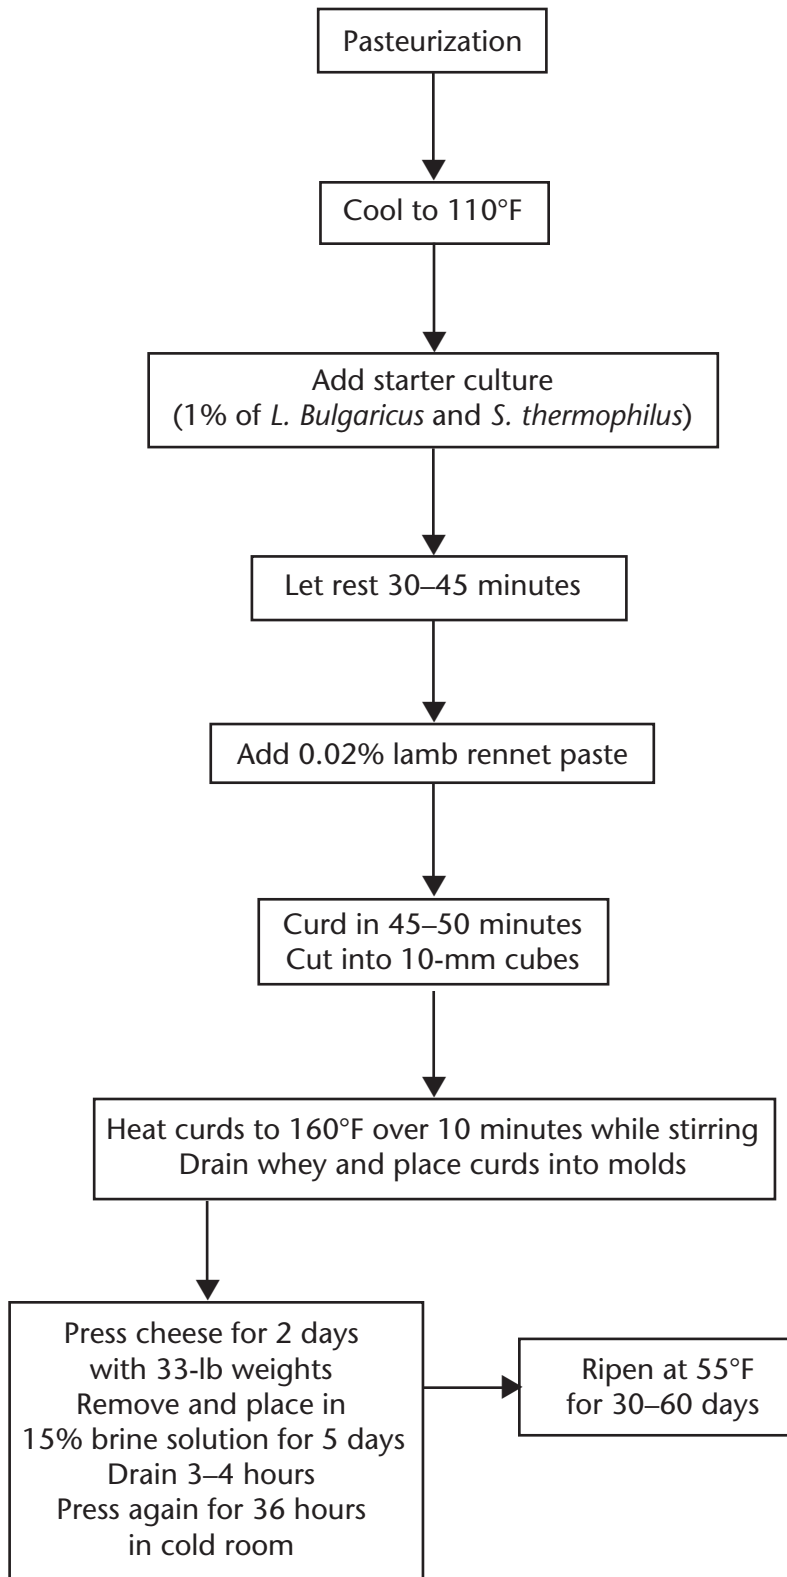 Pasteurization
Cool to 110°F
Add starter culture
(1% of L. Bulgaricus and S. thermophilus)
Let rest 30–45 minutes
Add 0.02% lamb rennet paste
Curd in 45–50 minutes
Cut into 10-mm cubes
Heat curds to 160°F over 10 minutes while stirring
Drain whey and place curds into molds
Press cheese for 2 days
with 33-lb weights
Remove and place in
15% brine solution for 5 days
Drain 3–4 hours
Press again for 36 hours
in cold room
Ripen at 55°F
for 30–60 days